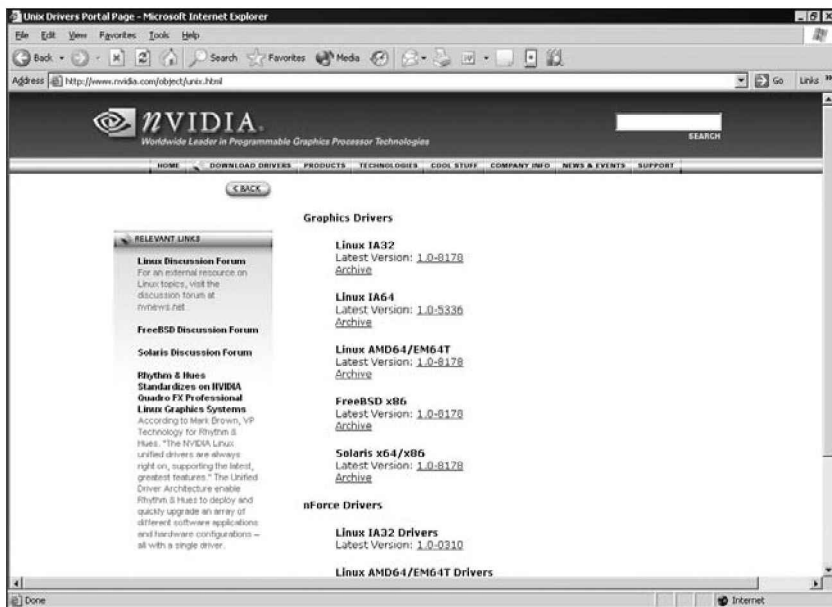 Unix Drivers Portal Page - Microsoft Internet Explorer
File Edit View Favorites Tools Help
Back Search Favorites Media
Address http://www.nvidia.com/object/unix.html Go Links »
nVIDIA.
Worldwide Leader in Programmable Graphics Processor Technologies
SEARCH
HOME DOWNLOAD DRIVERS PRODUCTS TECHNOLOGIES COOL STUFF COMPANY INFO NEWS & EVENTS SUPPORT
< BACK
RELEVANT LINKS
Linux Discussion Forum
For an external resource on
Linux topics, visit the
discussion forum at
nvnews.net.
FreeBSD Discussion Forum
Solaris Discussion Forum
Rhythm & Hues
Standardizes on NVIDIA
Quadro FX Professional
Linux Graphics Systems
According to Mark Brown, VP
Technology for Rhythm &
Hues. "The NVIDIA Linux
unified drivers are always
right on, supporting the latest,
greatest features." The Unified
Driver Architecture enable
Rhythm & Hues to deploy and
quickly upgrade an array of
different software applications
and hardware configurations –
all with a single driver.
Graphics Drivers
Linux IA32
Latest Version: 1.0-8178
Archive
Linux IA64
Latest Version: 1.0-5336
Archive
Linux AMD64/EM64T
Latest Version: 1.0-8178
Archive
FreeBSD x86
Latest Version: 1.0-8178
Archive
Solaris x64/x86
Latest Version: 1.0-8178
Archive
nForce Drivers
Linux IA32 Drivers
Latest Version: 1.0-0310
Linux AMD64/EM64T Drivers
Done Internet